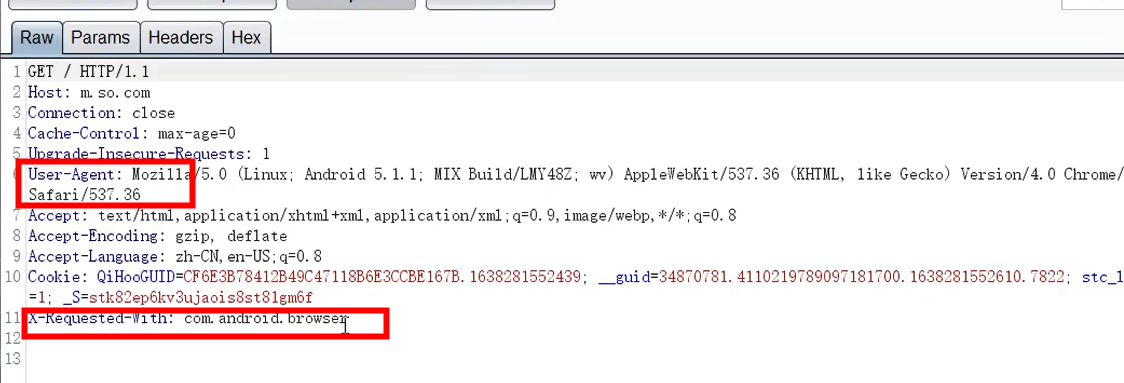 Raw Params Headers Hex
1 GET / HTTP/1.1
2 Host: m.so.com
3 Connection: close
4 Cache-Control: max-age=0
5 Upgrade-Insecure-Requests: 1
6 User-Agent: Mozilla/5.0 (Linux; Android 5.1.1; MIX Build/LMY48Z; wv) AppleWebKit/537.36 (KHTML, like Gecko) Version/4.0 Chrome/
Safari/537.36
7 Accept: text/html,application/xhtml+xml,application/xml;q=0.9,image/webp,*/*;q=0.8
8 Accept-Encoding: gzip, deflate
9 Accept-Language: zh-CN,en-US;q=0.8
10 Cookie: QiHooGUID=CF6E3B78412B49C47118B6E3CCBE167B.1638281552439; __guid=34870781.4110219789097181700.1638281552610.7822; stc_l
=1; _S=stk82ep6kv3ujaois8st81gm6f
11 X-Requested-With: com.android.browser
12
13